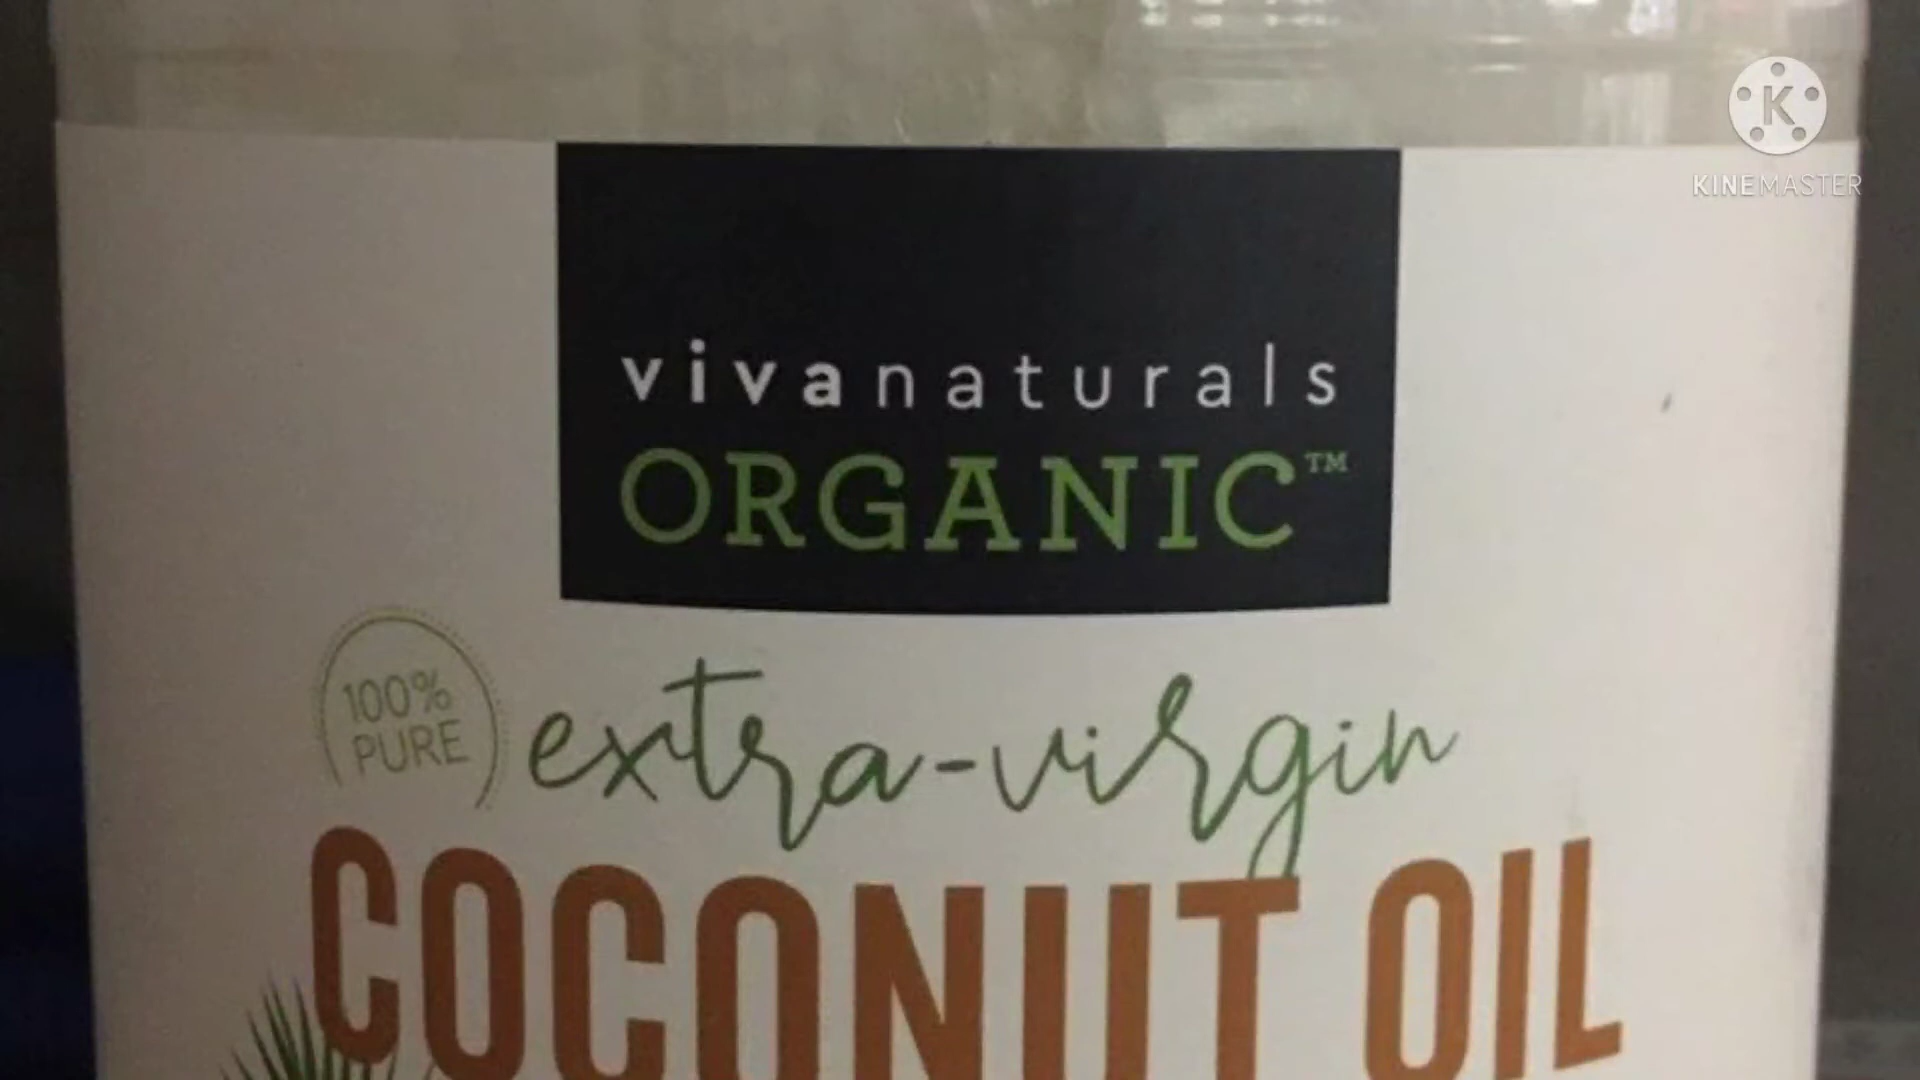 K
KINEMASTER
vivanaturals
ORGANIC™
100%
PURE
extra-virgin
COCONUT OIL